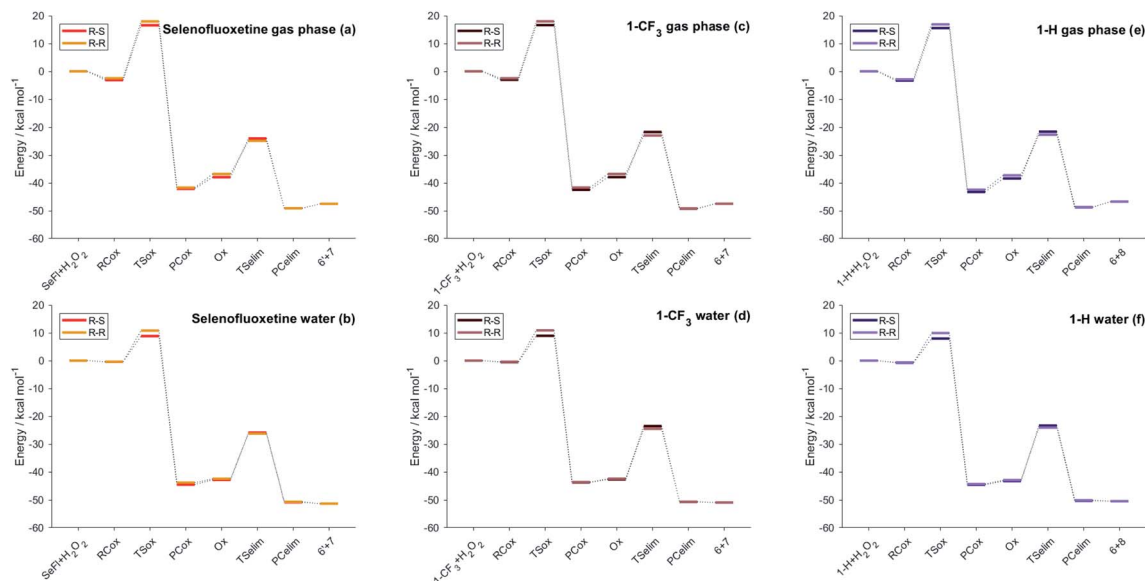 Selenofluoxetine gas phase (a)
R-S
R-R
Energy / kcal mol⁻¹
20
10
0
-10
-20
-30
-40
-50
-60
SeFl+H₂O₂
RCox
TSox
PCox
Ox
TSelim
PCelim
6'+7
1-CF₃ gas phase (c)
R-S
R-R
Energy / kcal mol⁻¹
20
10
0
-10
-20
-30
-40
-50
-60
1-CF₃+H₂O₂
RCox
TSox
PCox
Ox
TSelim
PCelim
6'+7
1-H gas phase (e)
R-S
R-R
Energy / kcal mol⁻¹
20
10
0
-10
-20
-30
-40
-50
-60
1-H+H₂O₂
RCox
TSox
PCox
Ox
TSelim
PCelim
6+8
Selenofluoxetine water (b)
R-S
R-R
Energy / kcal mol⁻¹
20
10
0
-10
-20
-30
-40
-50
-60
SeFl+H₂O₂
RCox
TSox
PCox
Ox
TSelim
PCelim
6'+7
1-CF₃ water (d)
R-S
R-R
Energy / kcal mol⁻¹
20
10
0
-10
-20
-30
-40
-50
-60
1-CF₃+H₂O₂
RCox
TSox
PCox
Ox
TSelim
PCelim
6'+7
1-H water (f)
R-S
R-R
Energy / kcal mol⁻¹
20
10
0
-10
-20
-30
-40
-50
-60
1-H+H₂O₂
RCox
TSox
PCox
Ox
TSelim
PCelim
6+8